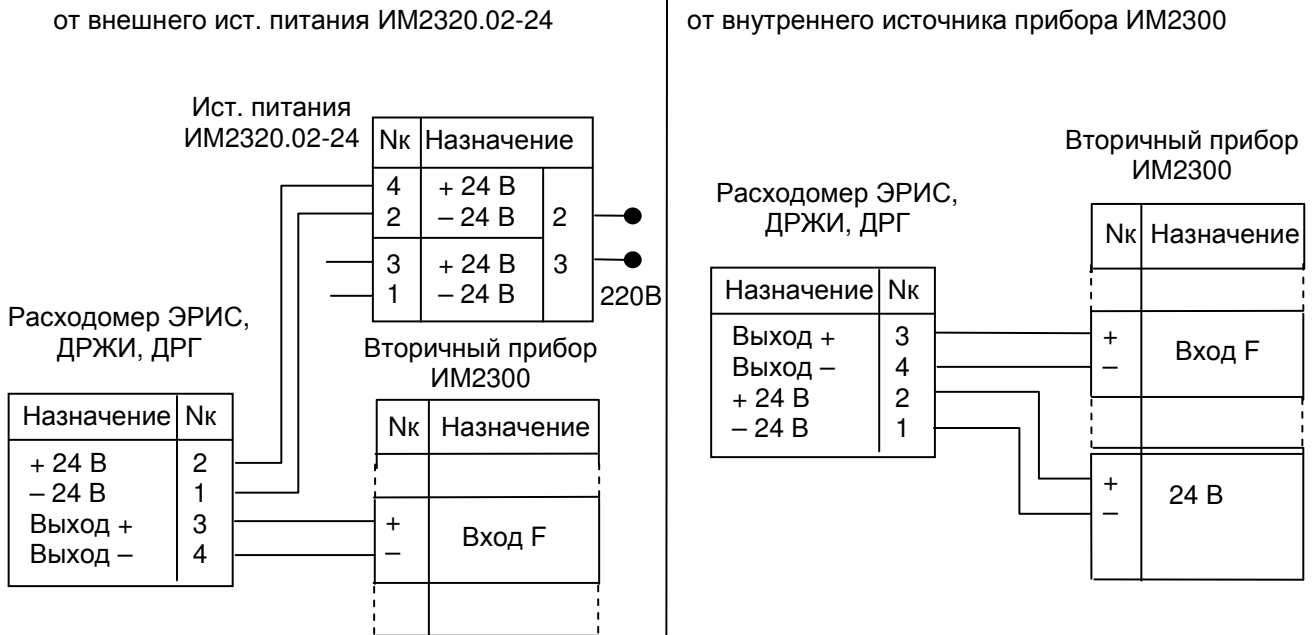 от внешнего ист. питания ИМ2320.02-24
Ист. питания
ИМ2320.02-24
Nк Назначение
4 + 24 В
2 – 24 В 2
3 + 24 В 3
1 – 24 В
220В
Расходомер ЭРИС,
ДРЖИ, ДРГ
Назначение Nк
+ 24 В 2
– 24 В 1
Выход + 3
Выход – 4
Вторичный прибор
ИМ2300
Nк Назначение
+
–
Вход F
от внутреннего источника прибора ИМ2300
Расходомер ЭРИС,
ДРЖИ, ДРГ
Назначение Nк
Выход + 3
Выход – 4
+ 24 В 2
– 24 В 1
Вторичный прибор
ИМ2300
Nк Назначение
+
–
Вход F
+
–
24 В